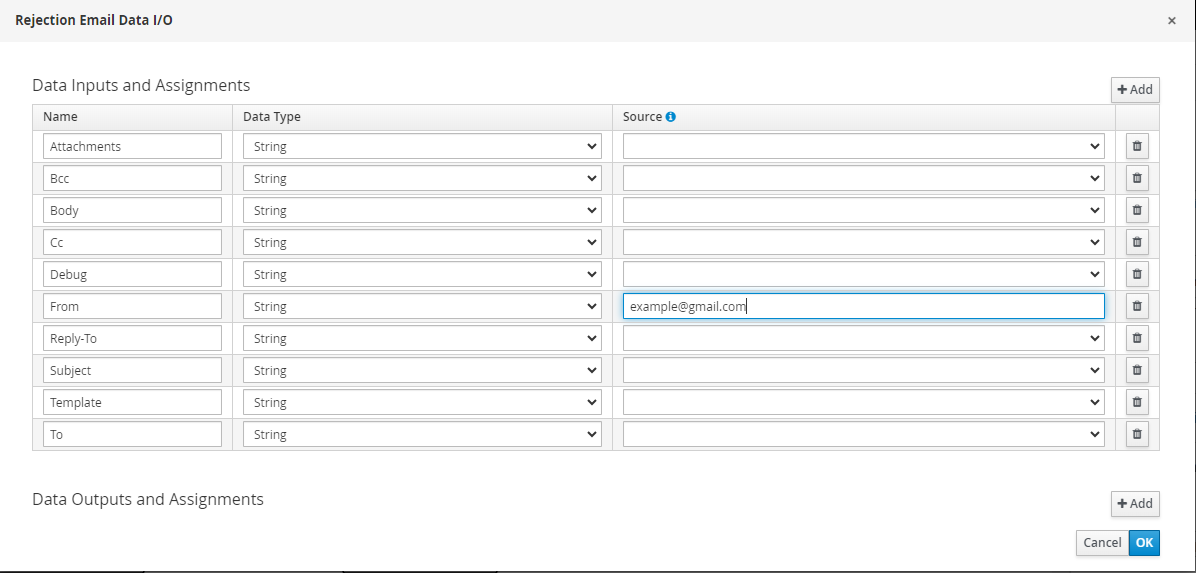 Rejection Email Data I/O ×
Data Inputs and Assignments
+ Add
Name Data Type Source
Attachments String
Bcc String
Body String
Cc String
Debug String
From String example@gmail.com
Reply-To String
Subject String
Template String
To String
Data Outputs and Assignments
+ Add
Cancel OK